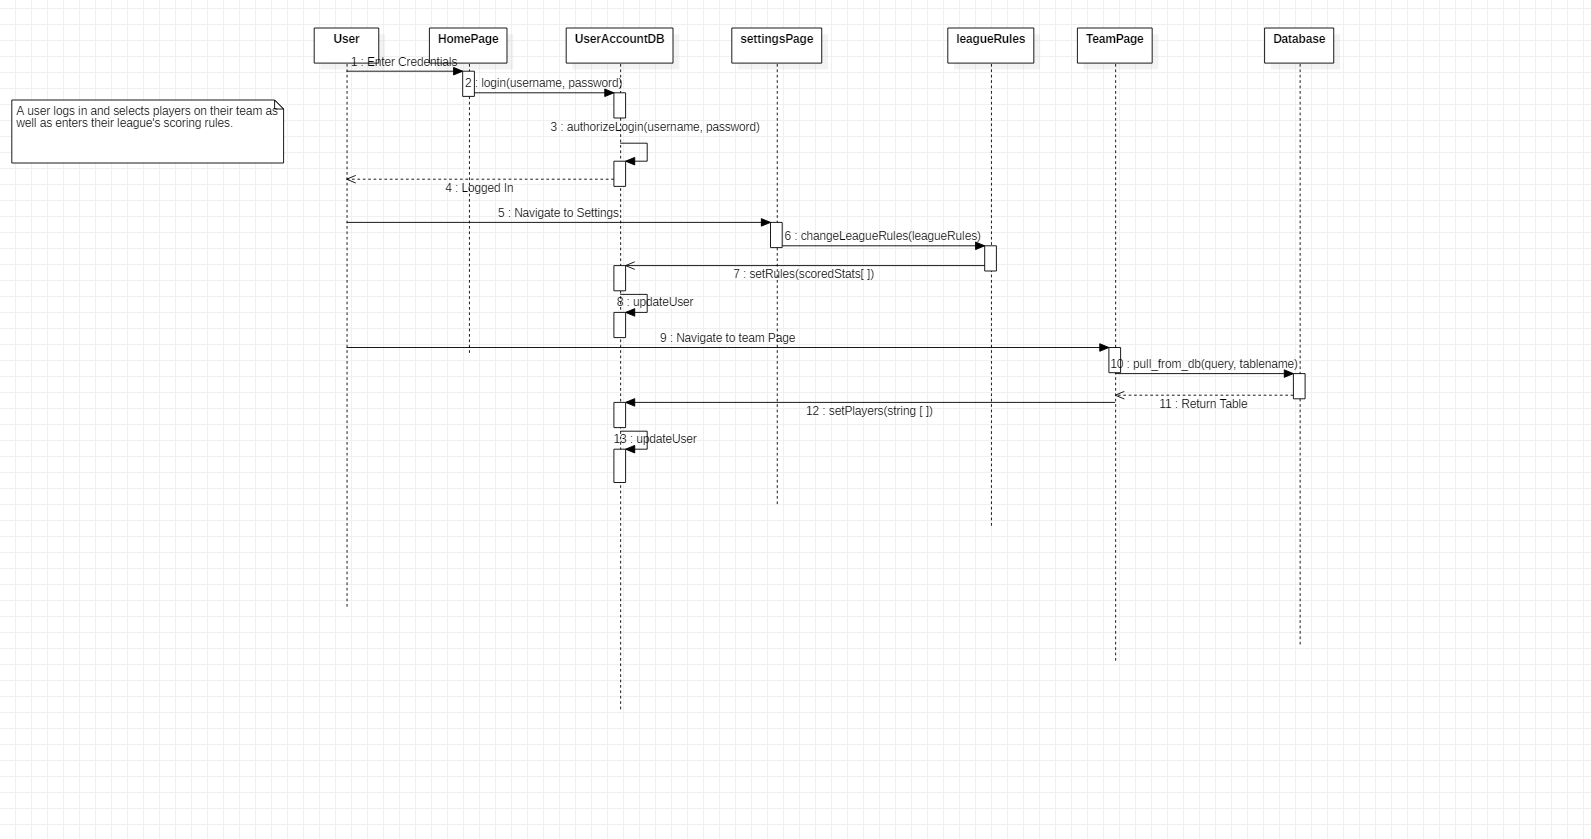 User
HomePage
UserAccountDB
settingsPage
leagueRules
TeamPage
Database
1 : Enter Credentials
2 : login(username, password)
A user logs in and selects players on their team as
well as enters their league's scoring rules.
3 : authorizeLogin(username, password)
4 : Logged In
5 : Navigate to Settings
6 : changeLeagueRules(leagueRules)
7 : setRules(scoredStats[ ])
8 : updateUser
9 : Navigate to team Page
10 : pull_from_db(query, tablename)
11 : Return Table
12 : setPlayers(string [ ])
13 : updateUser